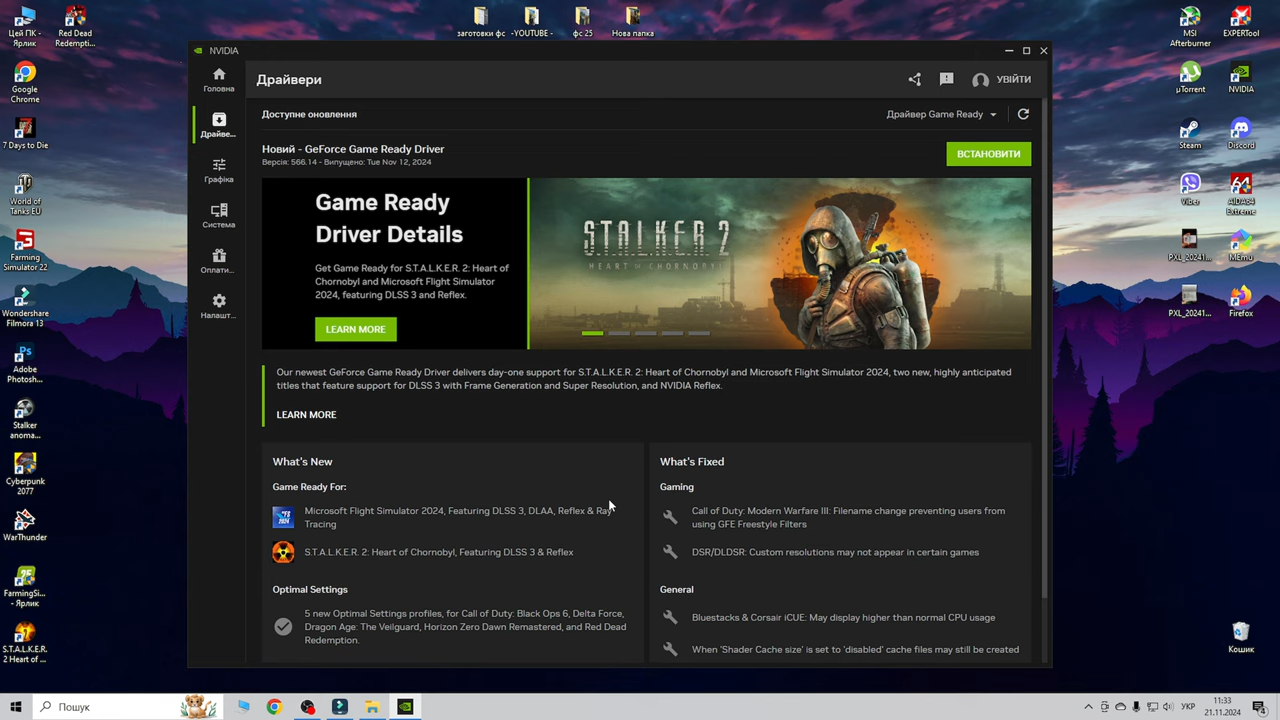 Цей ПК -
Ярлик
Red Dead
Redempti...
Google
Chrome
7 Days to Die
World of
Tanks EU
Farming
Simulator 22
Wondershare
Filmora 13
Adobe
Photosh...
Stalker
anoma...
Cyberpunk
2077
WarThunder
FarmingSi...
- Ярлик
S.T.A.L.K.E.R.
2 Heart of...
заготовки фс
-YOUTUBE -
фс 25
Нова папка
MSI
Afterburner
EXPERTool
µTorrent
NVIDIA
Steam
Discord
Viber
AIDA64
Extreme
PXL_20241...
MEmu
PXL_20241...
Firefox
Кошик
NVIDIA
Головна
Драйве...
Графіка
Система
Оплати...
Налашт...
Драйвери
УВІЙТИ
Доступне оновлення
Драйвер Game Ready
Новий - GeForce Game Ready Driver
Версія: 566.14 - Випущено: Tue Nov 12, 2024
ВСТАНОВИТИ
Game Ready
Driver Details
Get Game Ready for S.T.A.L.K.E.R. 2: Heart of
Chornobyl and Microsoft Flight Simulator
2024, featuring DLSS 3 and Reflex.
LEARN MORE
S.T.A.L.K.E.R. 2
HEART OF CHORNOBYL
Our newest GeForce Game Ready Driver delivers day-one support for S.T.A.L.K.E.R. 2: Heart of Chornobyl and Microsoft Flight Simulator 2024, two new, highly anticipated
titles that feature support for DLSS 3 with Frame Generation and Super Resolution, and NVIDIA Reflex.
LEARN MORE
What's New
Game Ready For:
Microsoft Flight Simulator 2024, Featuring DLSS 3, DLAA, Reflex & Ray
Tracing
S.T.A.L.K.E.R. 2: Heart of Chornobyl, Featuring DLSS 3 & Reflex
Optimal Settings
5 new Optimal Settings profiles, for Call of Duty: Black Ops 6, Delta Force,
Dragon Age: The Veilguard, Horizon Zero Dawn Remastered, and Red Dead
Redemption.
What's Fixed
Gaming
Call of Duty: Modern Warfare III: Filename change preventing users from
using GFE Freestyle Filters
DSR/DLDSR: Custom resolutions may not appear in certain games
General
Bluestacks & Corsair iCUE: May display higher than normal CPU usage
When 'Shader Cache size' is set to 'disabled' cache files may still be created
Пошук
УКР
11:33
21.11.2024
4